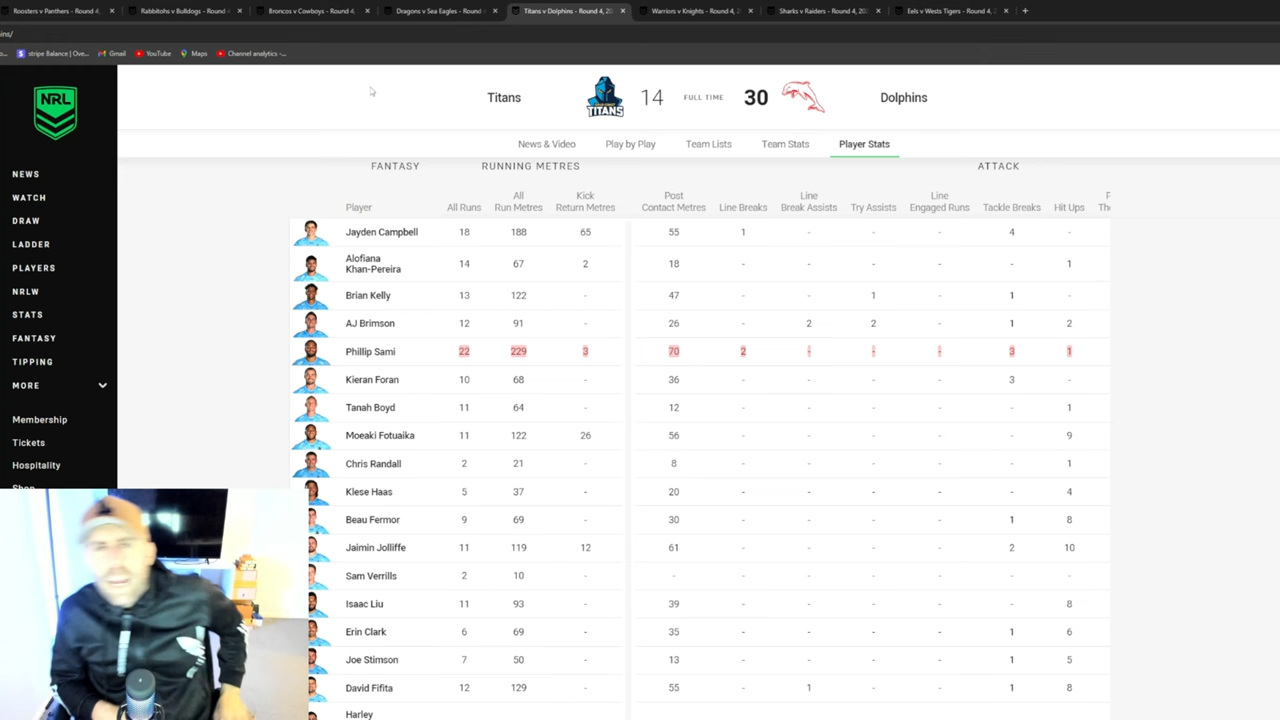 Roosters v Panthers - Round 4,
Rabbitohs v Bulldogs - Round 4
Broncos v Cowboys - Round 4,
Dragons v Sea Eagles - Round 4,
Titans v Dolphins - Round 4, 20
Warriors v Knights - Round 4, 2
Sharks v Raiders - Round 4, 202
Eels v Wests Tigers - Round 4,
ins/
stripe Balance | Ove...
Gmail
YouTube
Maps
Channel analytics -...
NRL
NEWS
WATCH
DRAW
LADDER
PLAYERS
NRLW
STATS
FANTASY
TIPPING
MORE
Membership
Tickets
Hospitality
Titans
TITANS
14 FULL TIME 30
Dolphins
News & Video Play by Play Team Lists Team Stats Player Stats
FANTASY RUNNING METRES ATTACK
Player All Runs All Run Metres Kick Return Metres Post Contact Metres Line Breaks Line Break Assists Try Assists Line Engaged Runs Tackle Breaks Hit Ups
Jayden Campbell 18 188 65 55 1 - - - 4 -
Alofiana Khan-Pereira 14 67 2 18 - - - - - 1
Brian Kelly 13 122 - 47 - - 1 - 1 -
AJ Brimson 12 91 - 26 - 2 2 - 1 2
Phillip Sami 22 229 3 70 2 - - - 3 1
Kieran Foran 10 68 - 36 - - - - 3 -
Tanah Boyd 11 64 - 12 - - - - - 1
Moeaki Fotuaika 11 122 26 56 - - - - - 9
Chris Randall 2 21 - 8 - - - - - 1
Klese Haas 5 37 - 20 - - - - - 4
Beau Fermor 9 69 - 30 - - - - 1 8
Jaimin Jolliffe 11 119 12 61 - - - - 2 10
Sam Verrills 2 10 - - - - - - - -
Isaac Liu 11 93 - 39 - - - - - 8
Erin Clark 6 69 - 35 - - - - 1 6
Joe Stimson 7 50 - 13 - - - - 1 5
David Fifita 12 129 - 55 - 1 - - 1 8
Harley